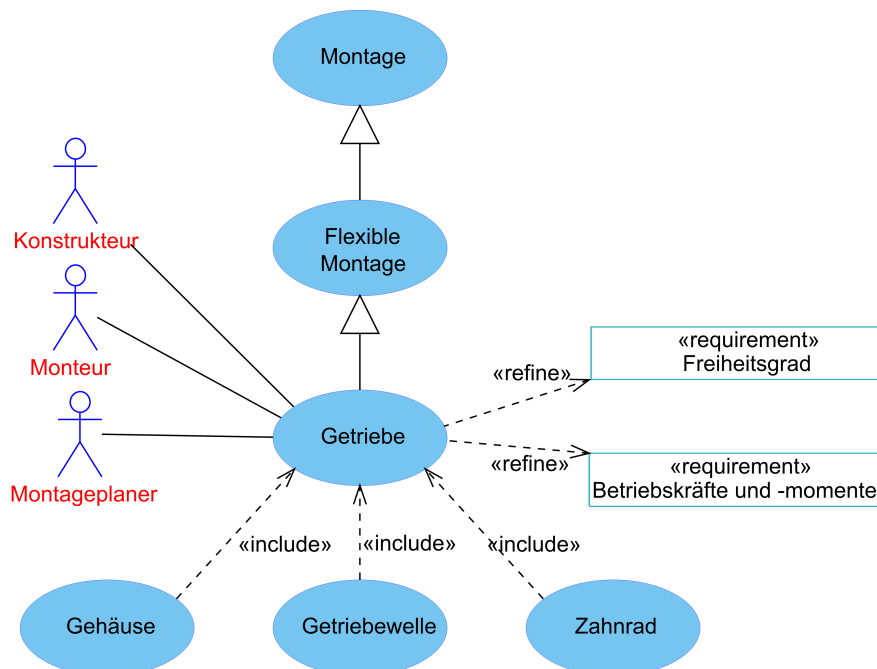 Montage
Konstrukteur
Flexible
Montage
Monteur
«requirement»
Freiheitsgrad
«refine»
Getriebe
«refine»
«requirement»
Betriebskräfte und -momente
Montageplaner
«include»
«include»
«include»
Gehäuse
Getriebewelle
Zahnrad